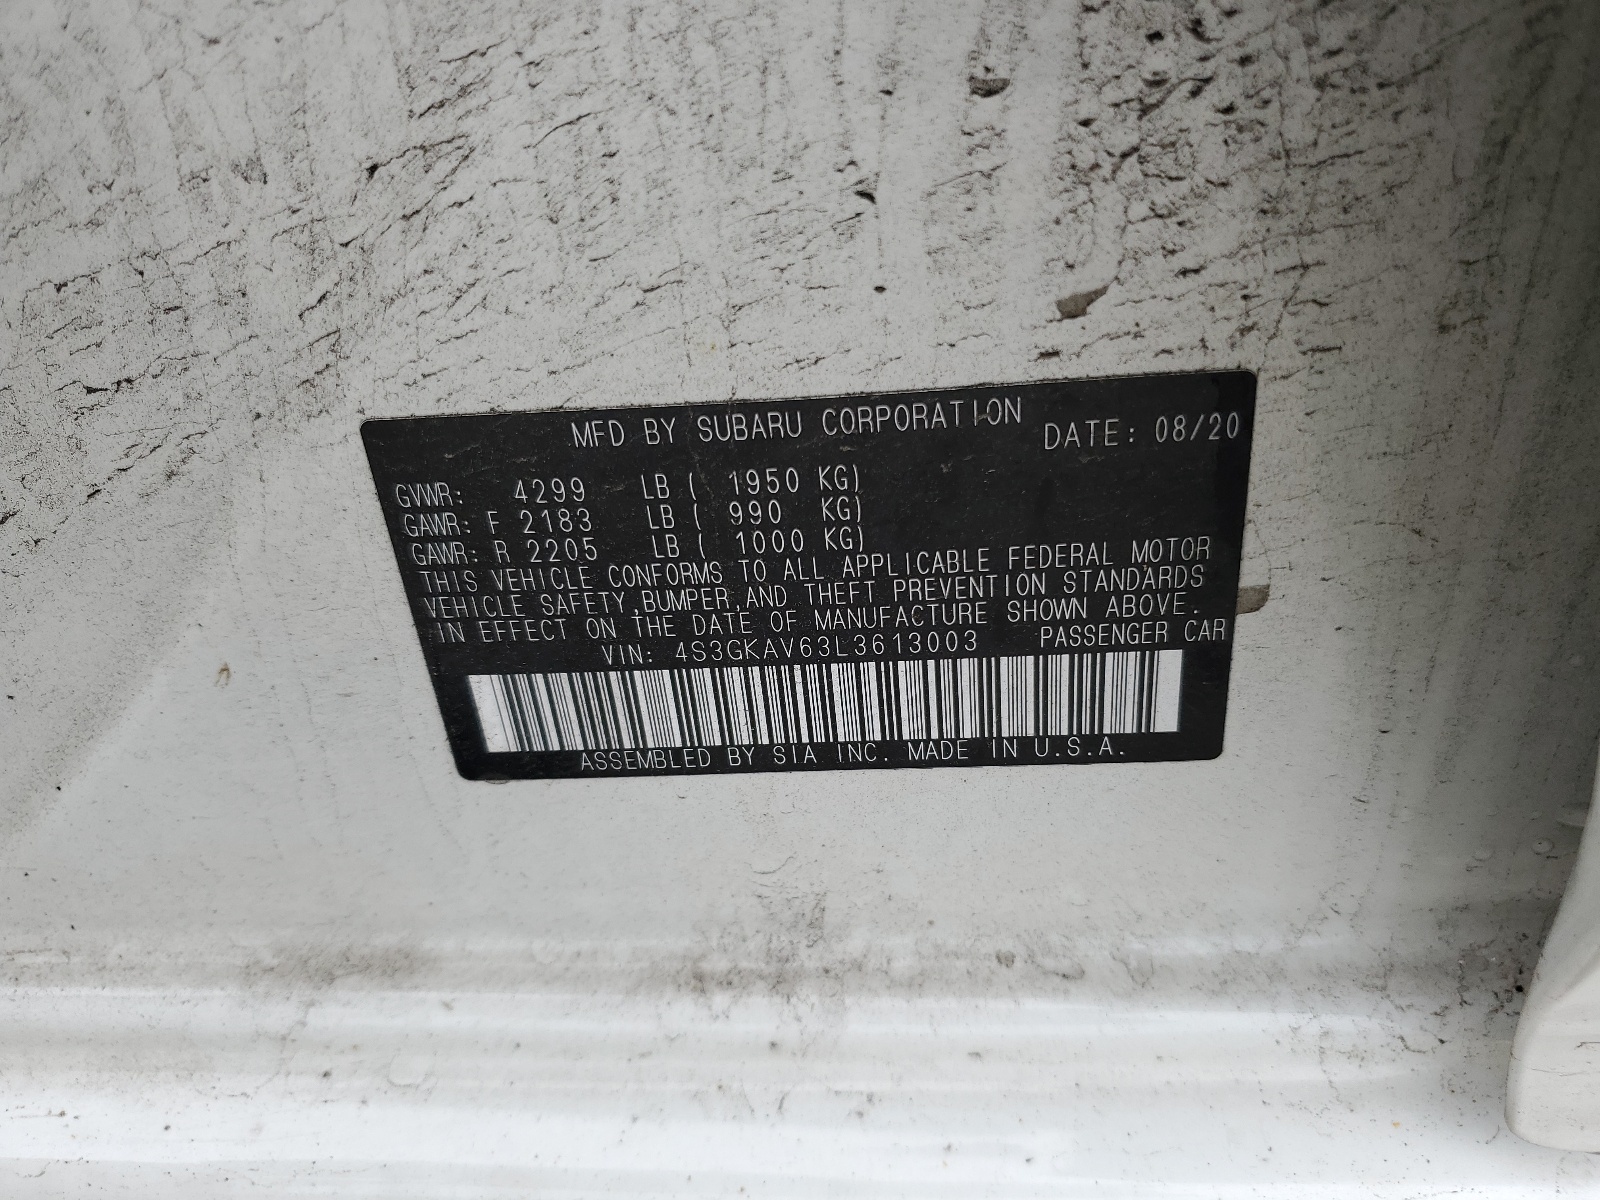 MFD BY SUBARU CORPORATION DATE: 08/20
GVWR: 4299 LB ( 1950 KG)
GAWR: F 2183 LB ( 990 KG)
GAWR: R 2205 LB ( 1000 KG)
THIS VEHICLE CONFORMS TO ALL APPLICABLE FEDERAL MOTOR
VEHICLE SAFETY,BUMPER,AND THEFT PREVENTION STANDARDS
IN EFFECT ON THE DATE OF MANUFACTURE SHOWN ABOVE.
VIN: 4S3GKAV63L3613003 PASSENGER CAR
ASSEMBLED BY SIA INC. MADE IN U.S.A.